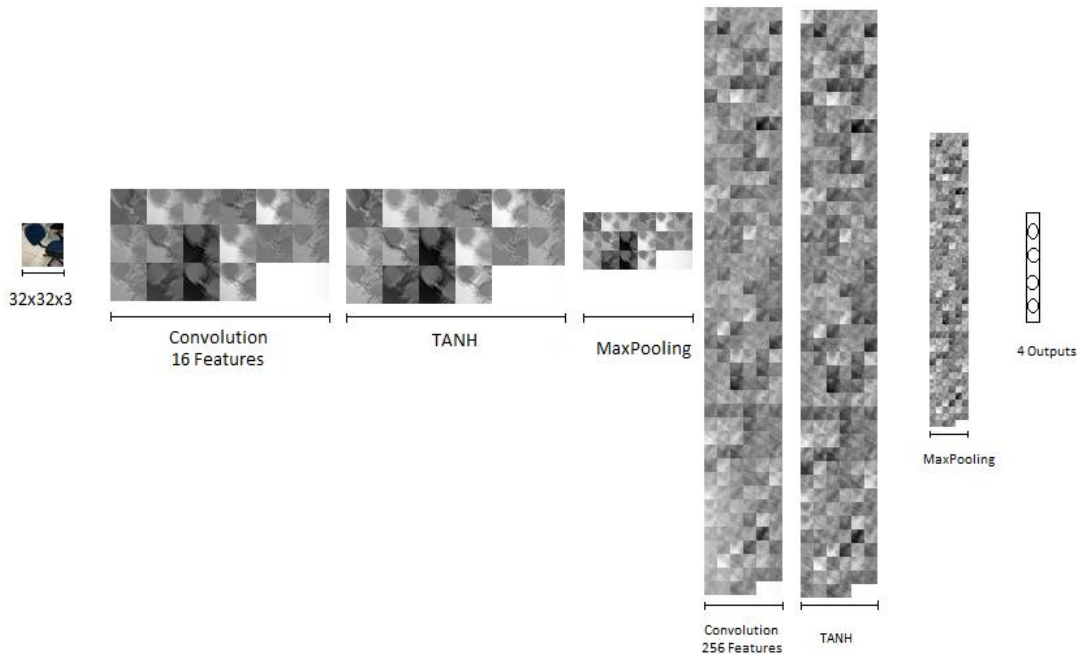 32x32x3
Convolution
16 Features
TANH
MaxPooling
Convolution
256 Features
TANH
MaxPooling
4 Outputs